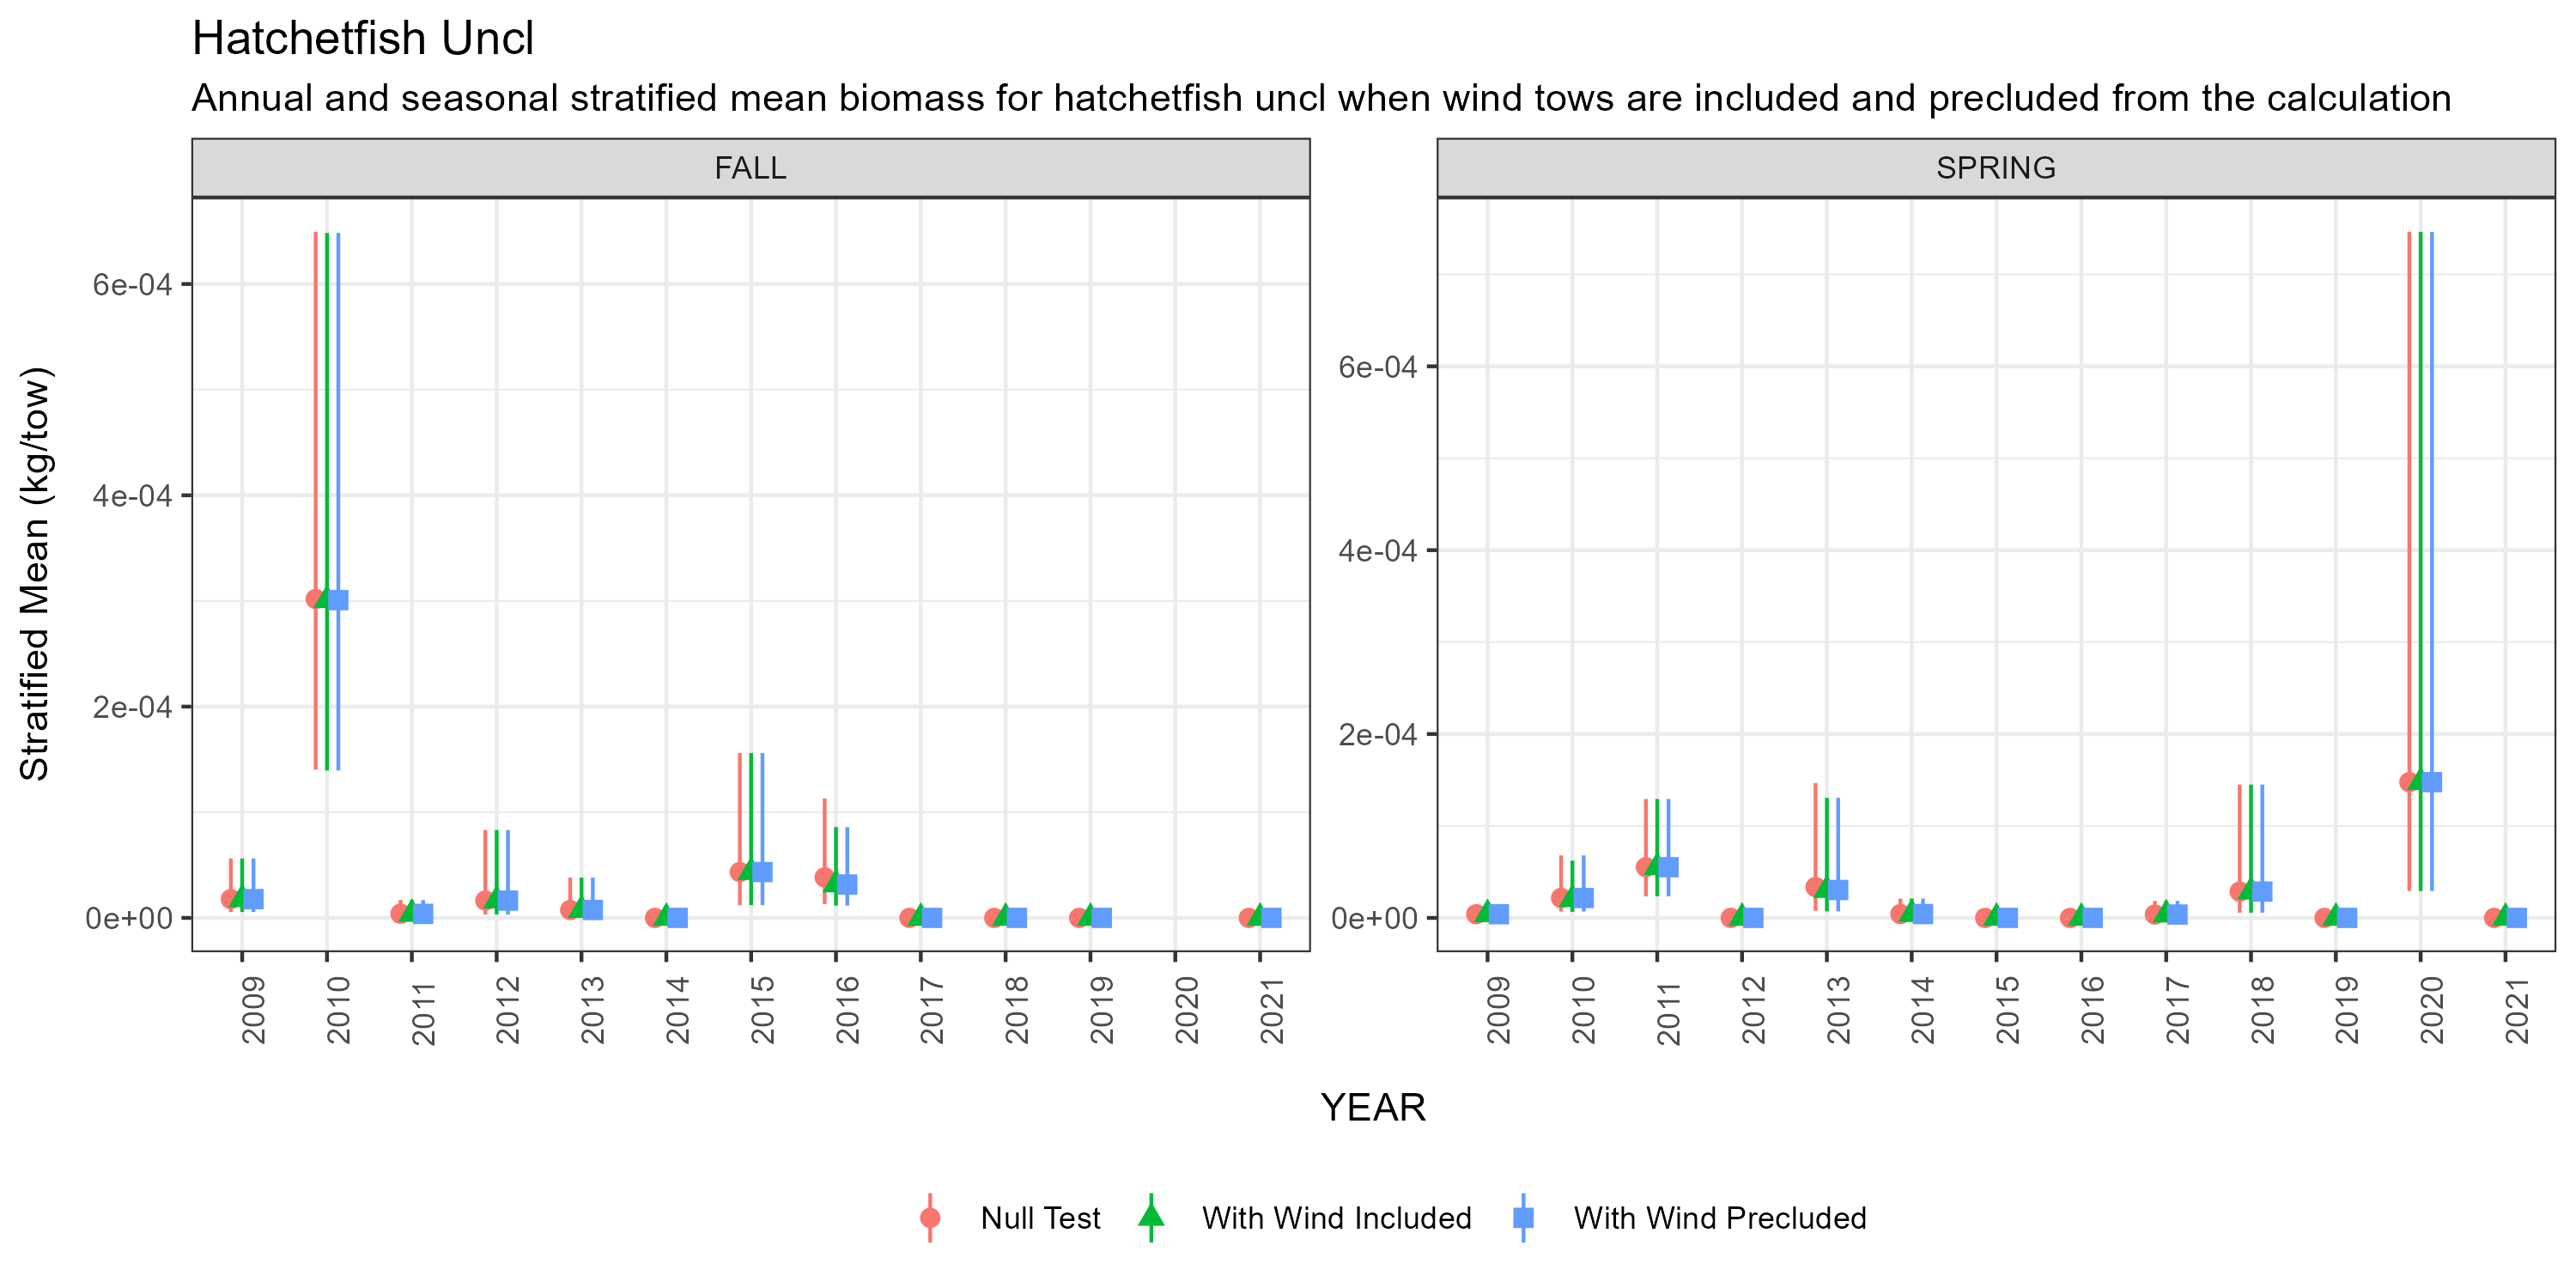 Hatchetfish Uncl
Annual and seasonal stratified mean biomass for hatchetfish uncl when wind tows are included and precluded from the calculation
FALL
SPRING
Stratified Mean (kg/tow)
6e-04
4e-04
2e-04
0e+00
6e-04
4e-04
2e-04
0e+00
2009 2010 2011 2012 2013 2014 2015 2016 2017 2018 2019 2020 2021
2009 2010 2011 2012 2013 2014 2015 2016 2017 2018 2019 2020 2021
YEAR
Null Test With Wind Included With Wind Precluded